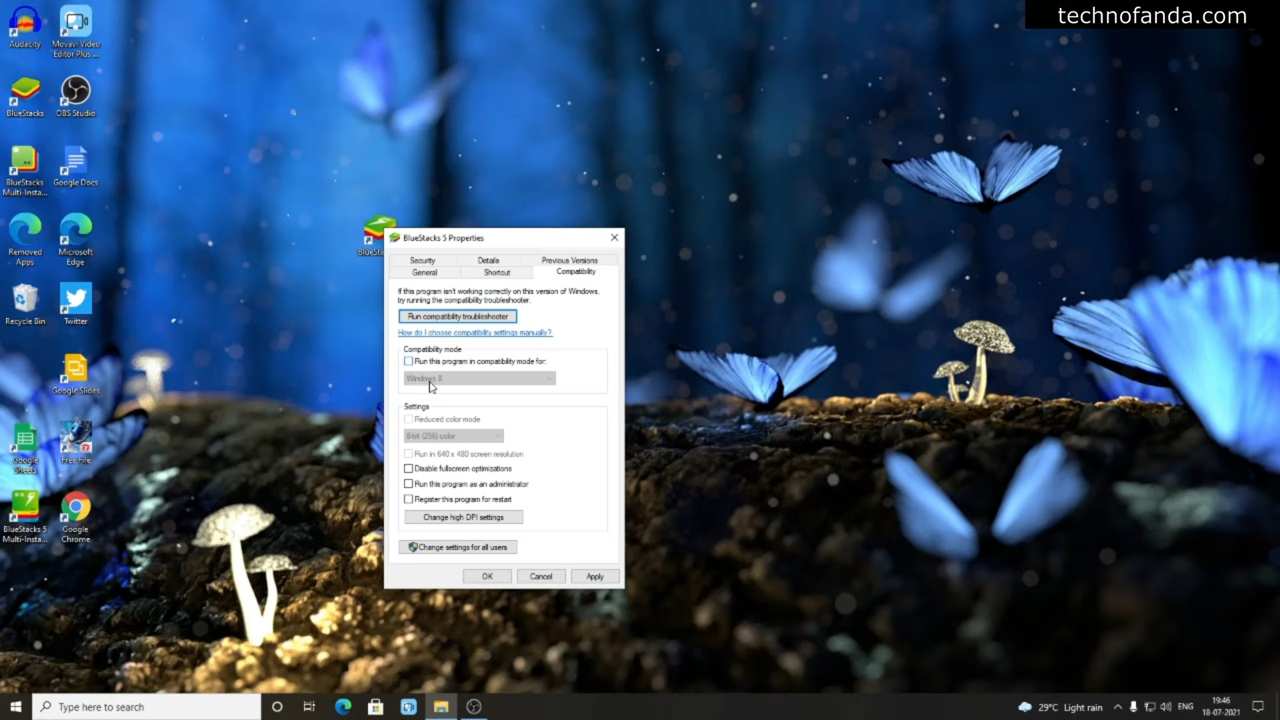 technofanda.com
Audacity
Movavi Video
Editor Plus ...
BlueStacks
OBS Studio
BlueStacks
Multi-Insta...
Google Docs
Removed
Apps
Microsoft
Edge
Recycle Bin
Twitter
Google Slides
Google
Sheets
Free Fire
BlueStacks 5
Multi-Insta...
Google
Chrome
BlueStacks 5 Properties
Security
Details
Previous Versions
General
Shortcut
Compatibility
If this program isn't working correctly on this version of Windows,
try running the compatibility troubleshooter.
Run compatibility troubleshooter
How do I choose compatibility settings manually?
Compatibility mode
Run this program in compatibility mode for:
Windows 8
Settings
Reduced color mode
8-bit (256) color
Run in 640 x 480 screen resolution
Disable fullscreen optimizations
Run this program as an administrator
Register this program for restart
Change high DPI settings
Change settings for all users
OK
Cancel
Apply
Type here to search
29°C Light rain
ENG
19:46
18-07-2021